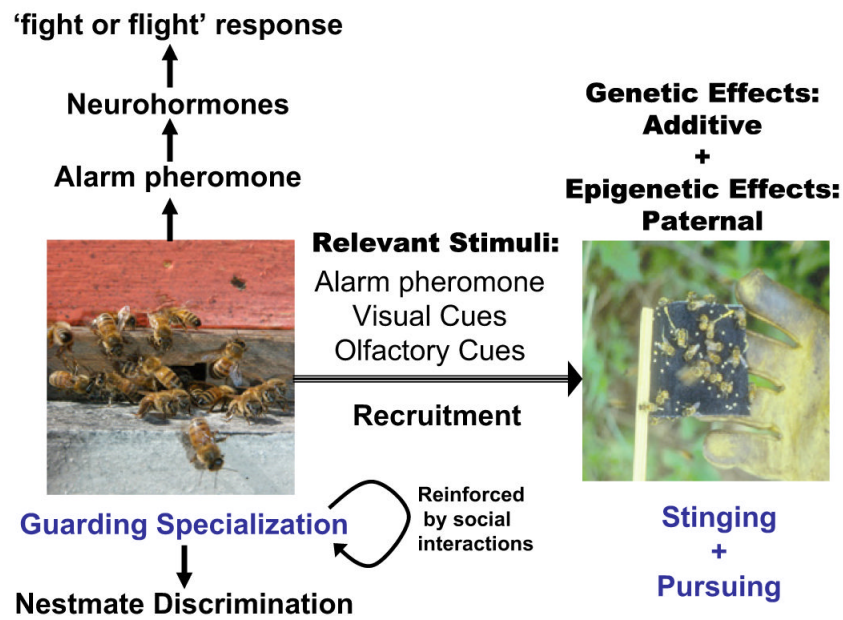 ‘fight or flight’ response
Neurohormones
Alarm pheromone
Genetic Effects:
Additive
+
Epigenetic Effects:
Paternal
Relevant Stimuli:
Alarm pheromone
Visual Cues
Olfactory Cues
Recruitment
Guarding Specialization
Reinforced
by social
interactions
Nestmate Discrimination
Stinging
+
Pursuing